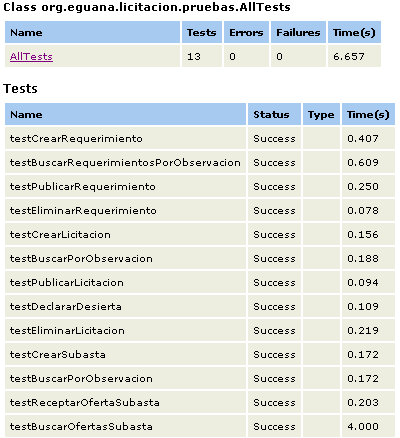 Class org.eguana.licitacion.pruebas.AllTests
Name Tests Errors Failures Time(s)
AllTests 13 0 0 6.657
Tests
Name Status Type Time(s)
testCrearRequerimiento Success 0.407
testBuscarRequerimientosPorObservacion Success 0.609
testPublicarRequerimiento Success 0.250
testEliminarRequerimiento Success 0.078
testCrearLicitacion Success 0.156
testBuscarPorObservacion Success 0.188
testPublicarLicitacion Success 0.094
testDeclararDesierta Success 0.109
testEliminarLicitacion Success 0.219
testCrearSubasta Success 0.172
testBuscarPorObservacion Success 0.172
testReceptarOfertaSubasta Success 0.203
testBuscarOfertasSubasta Success 4.000